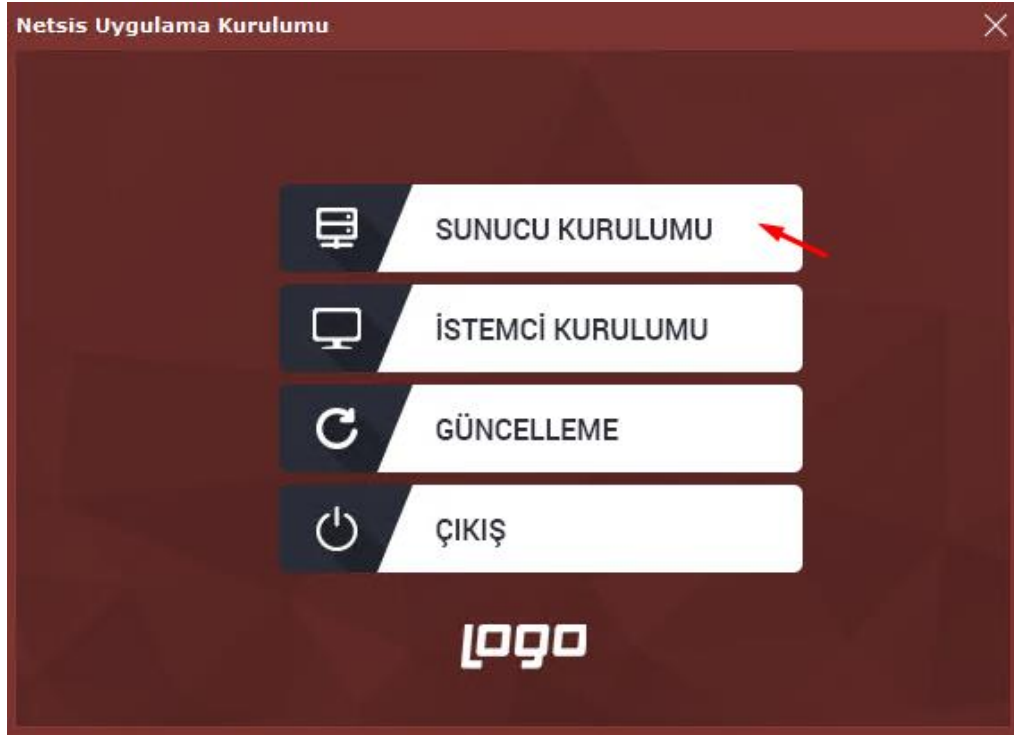 Netsis Uygulama Kurulumu
SUNUCU KURULUMU
İSTEMCİ KURULUMU
GÜNCELLEME
ÇIKIŞ
LOGO